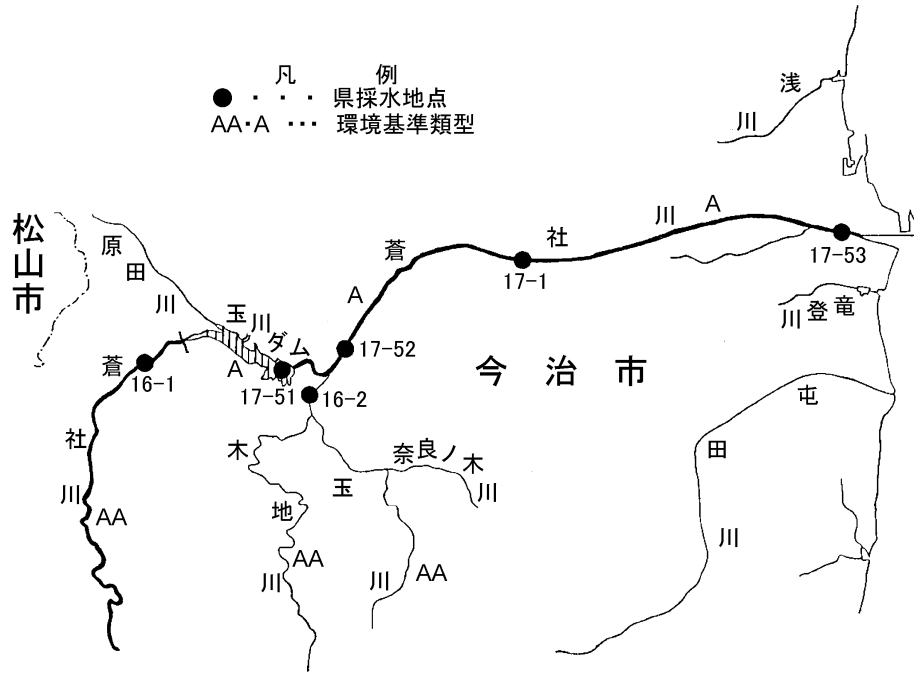 凡例
●・・・県採水地点
AA・A ・・・環境基準類型
浅川
松山市
原田川
玉川ダム
A
蒼社川
A
A
17-1
17-53
登竜川
17-52
17-51
16-1
16-2
今治市
蒼社川
AA
木地川
AA
玉川
AA
奈良ノ木川
屯田川